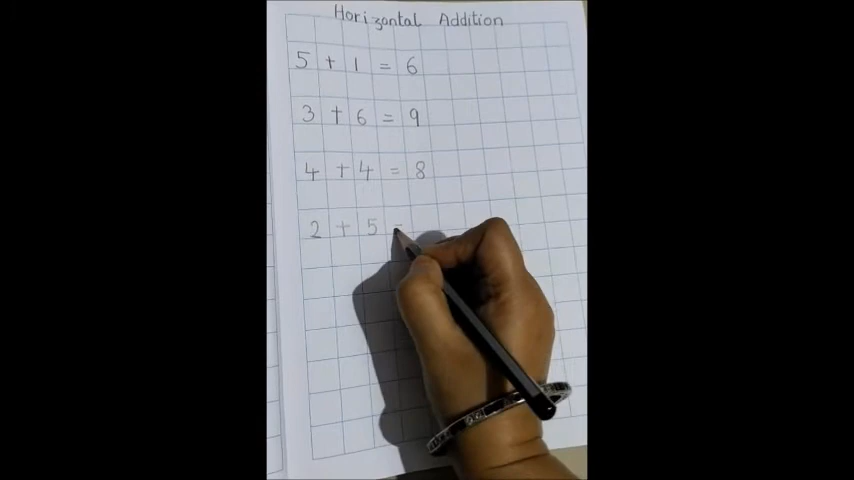 Horizontal Addition
5 + 1 = 6
3 + 6 = 9
4 + 4 = 8
2 + 5 =